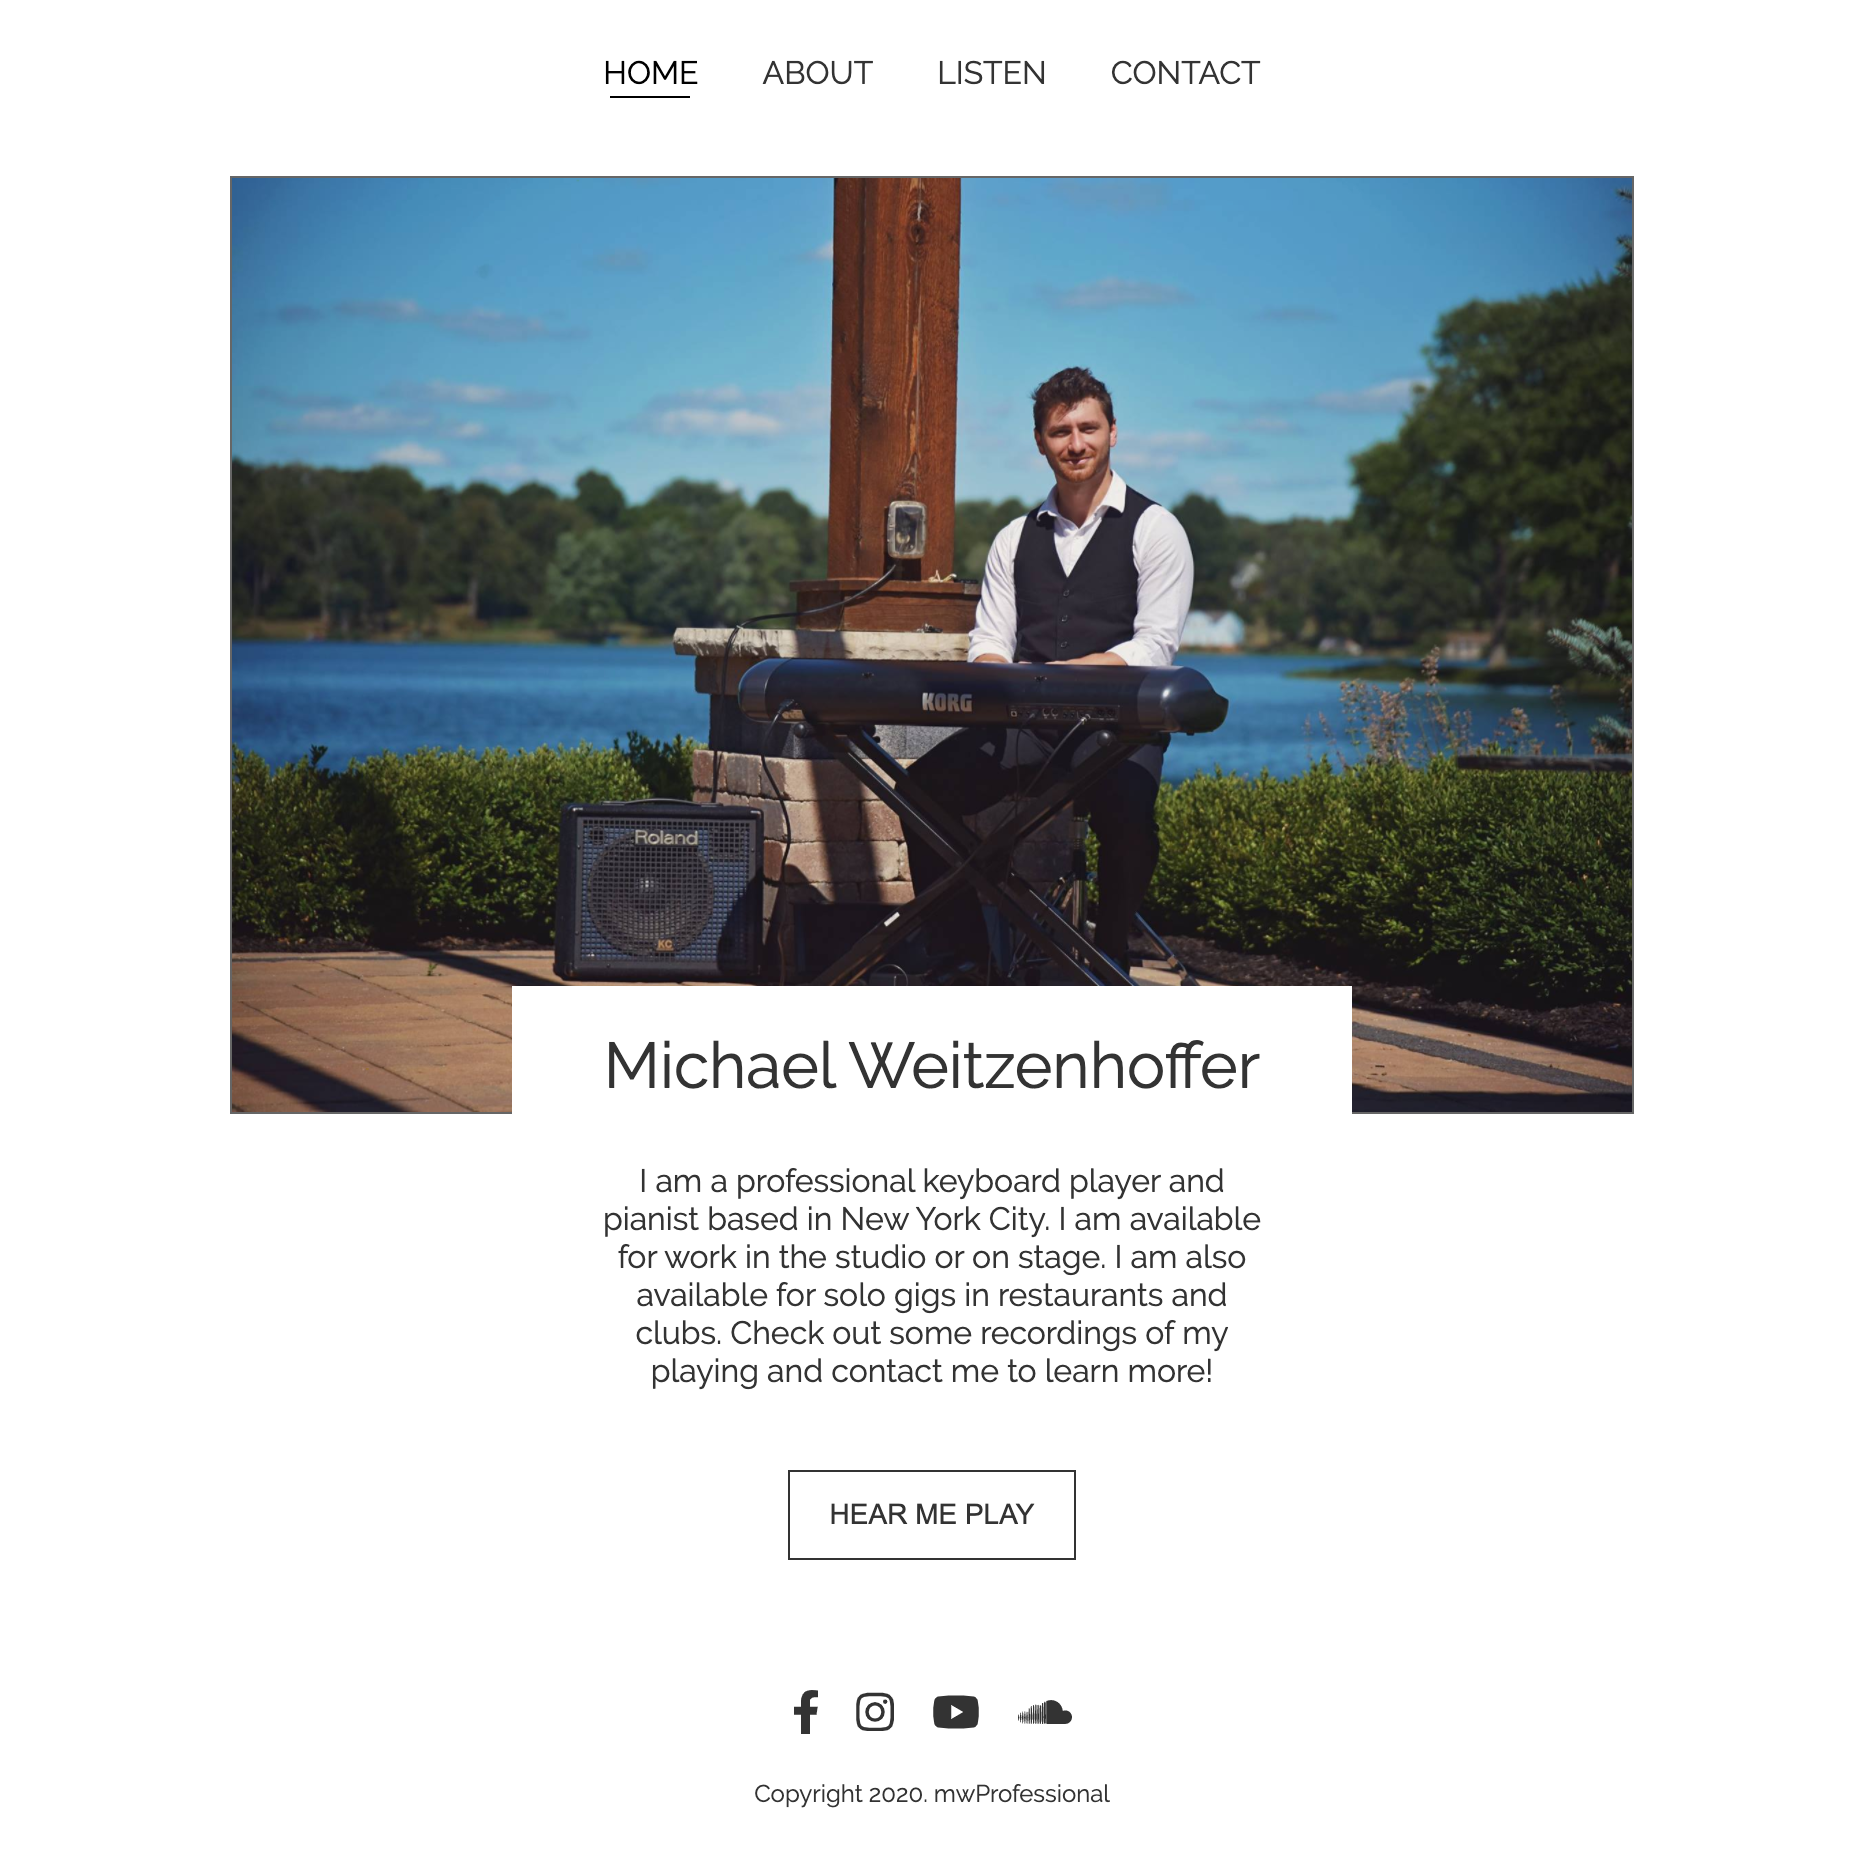 HOME ABOUT LISTEN CONTACT
KORG
Roland
KC
Michael Weitzenhoffer
I am a professional keyboard player and
pianist based in New York City. I am available
for work in the studio or on stage. I am also
available for solo gigs in restaurants and
clubs. Check out some recordings of my
playing and contact me to learn more!
HEAR ME PLAY
Copyright 2020. mwProfessional